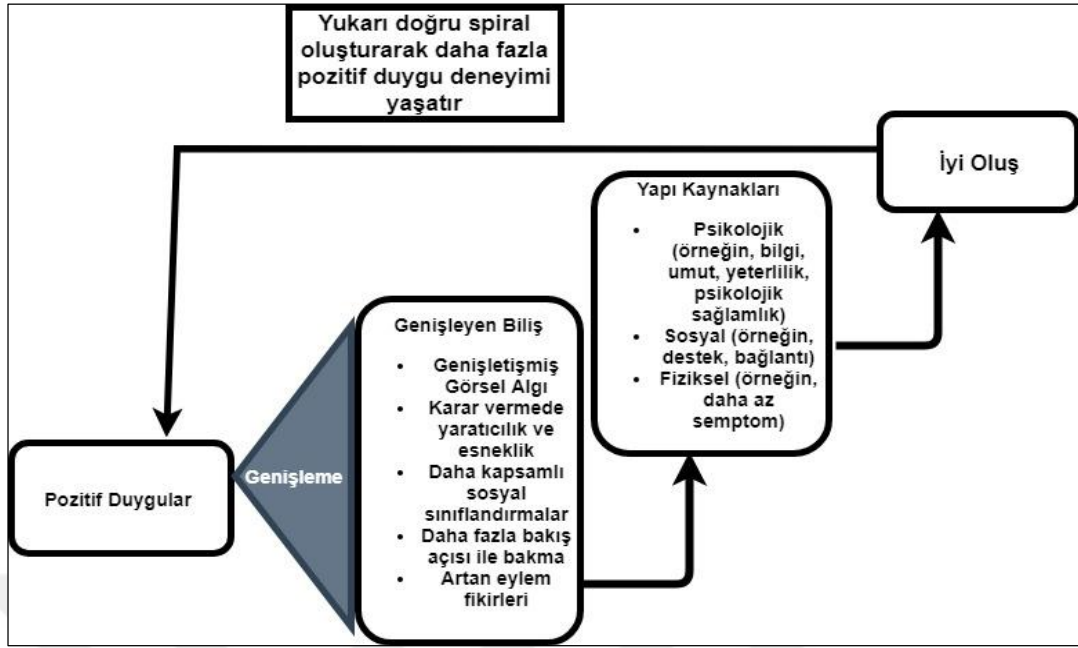 Yukarı doğru spiral
oluşturarak daha fazla
pozitif duygu deneyimi
yaşatır
İyi Oluş
Yapı Kaynakları
• Psikolojik
(örneğin, bilgi,
umut, yeterlilik,
psikolojik
sağlamlık)
• Sosyal (örneğin,
destek, bağlantı)
• Fiziksel (örneğin,
daha az
semptom)
Genişleyen Biliş
• Genişletişmiş
Görsel Algı
• Karar vermede
yaratıcılık ve
esneklik
• Daha kapsamlı
sosyal
sınıflandırmalar
• Daha fazla bakış
açısı ile bakma
• Artan eylem
fikirleri
Genişleme
Pozitif Duygular